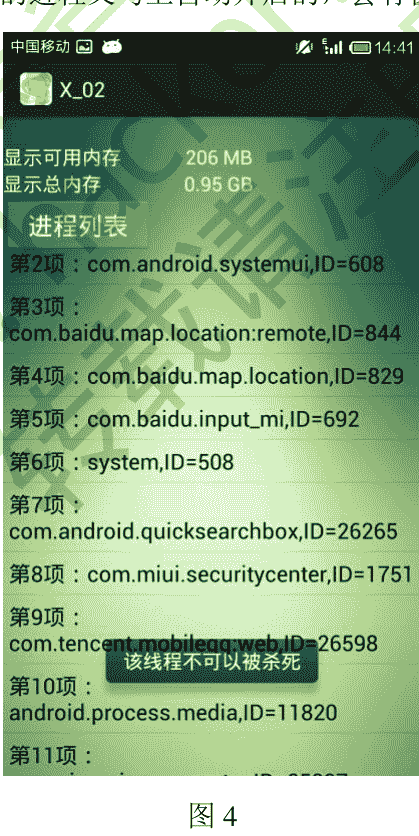 的进程又与生自动开启的，会有
中国移动 14:41
X_02
显示可用内存 206 MB
显示总内存 0.95 GB
进程列表
第2项：com.android.systemui,ID=608
第3项：
com.baidu.map.location:remote,ID=844
第4项：com.baidu.map.location,ID=829
第5项：com.baidu.input_mi,ID=692
第6项：system,ID=508
第7项：
com.android.quicksearchbox,ID=26265
第8项：com.miui.securitycenter,ID=1751
第9项：
com.tencent.mobileqq:web,ID=26598
该线程不可以被杀死
第10项：
android.process.media,ID=11820
第11项：
图 4